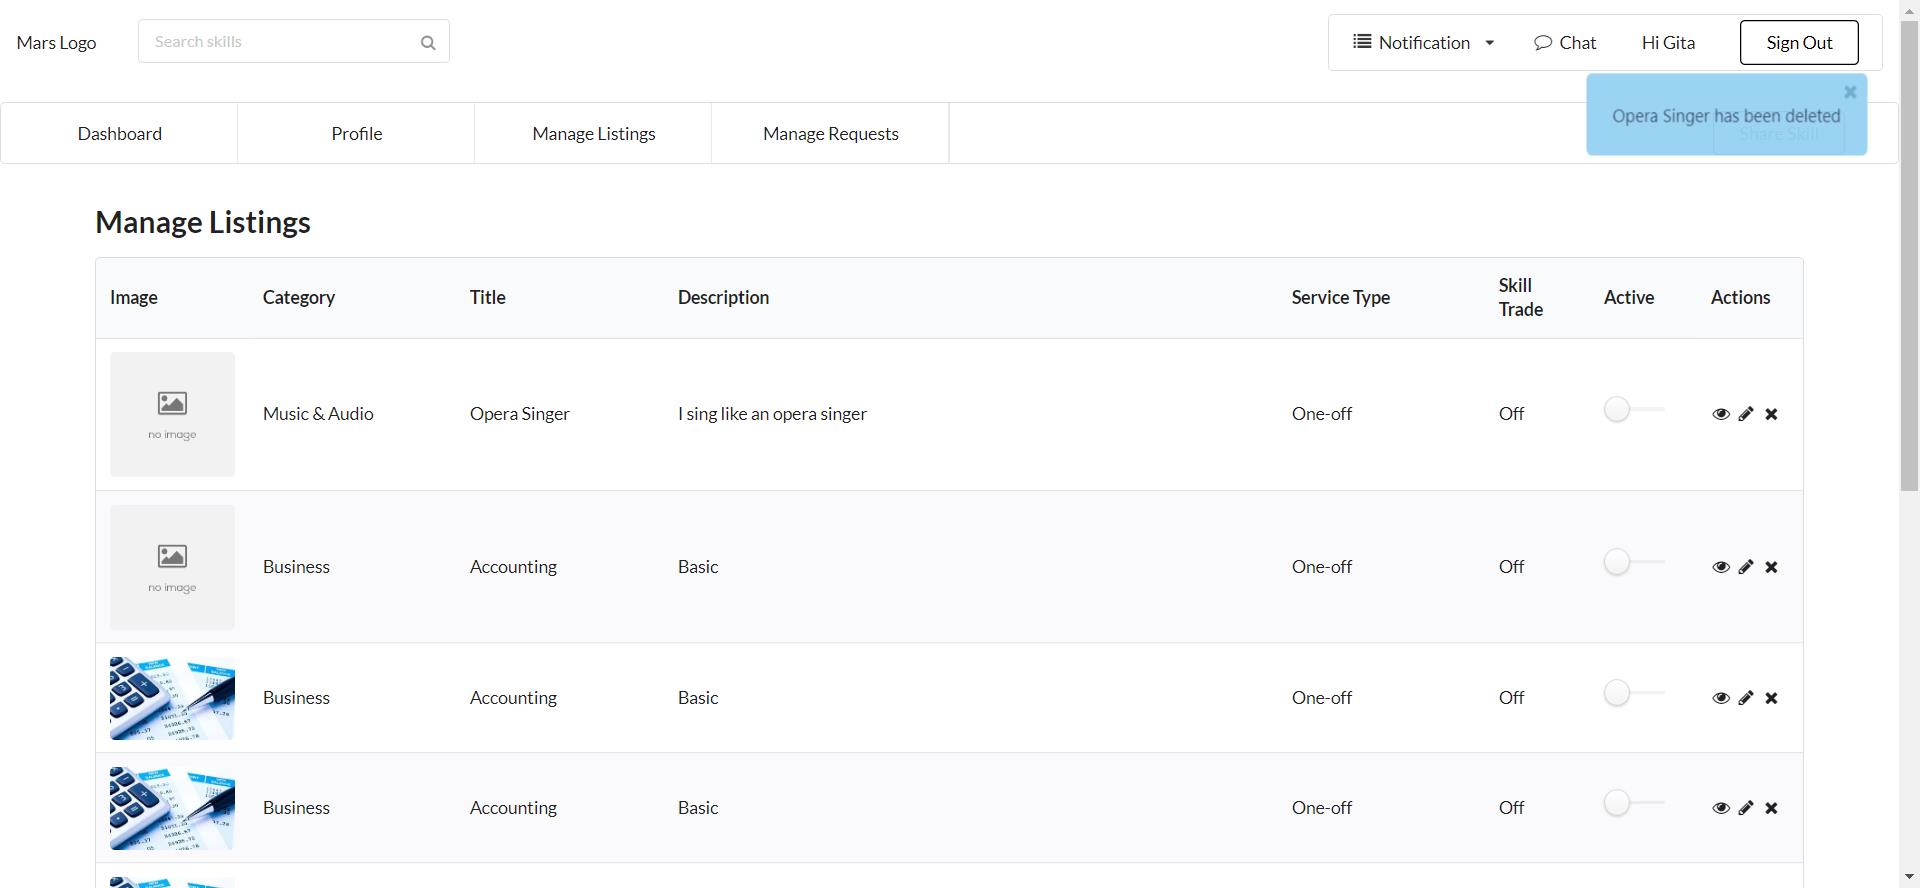 Mars Logo
Search skills
Notification
Chat
Hi Gita
Sign Out
Opera Singer has been deleted
Dashboard
Profile
Manage Listings
Manage Requests
Share Skill
Manage Listings
Image
Category
Title
Description
Service Type
Skill
Trade
Active
Actions
no image
Music & Audio
Opera Singer
I sing like an opera singer
One-off
Off
no image
Business
Accounting
Basic
One-off
Off
Business
Accounting
Basic
One-off
Off
Business
Accounting
Basic
One-off
Off